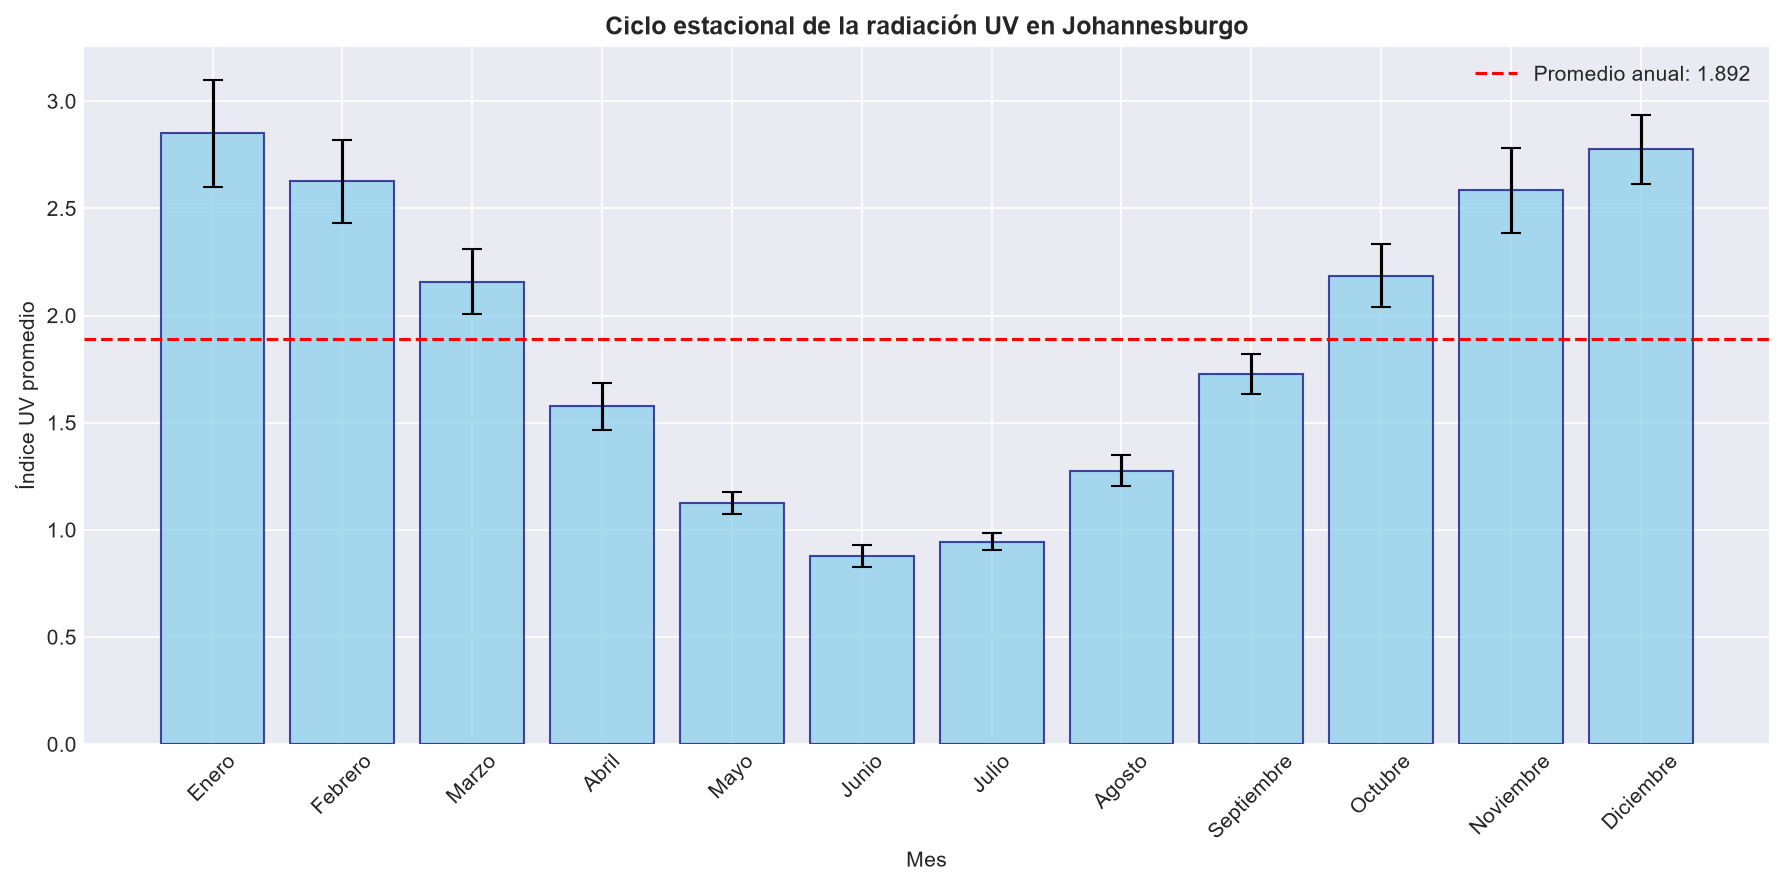 Ciclo estacional de la radiación UV en Johannesburgo
Promedio anual: 1.892
Índice UV promedio
3.0
2.5
2.0
1.5
1.0
0.5
0.0
Enero
Febrero
Marzo
Abril
Mayo
Junio
Julio
Agosto
Septiembre
Octubre
Noviembre
Diciembre
Mes